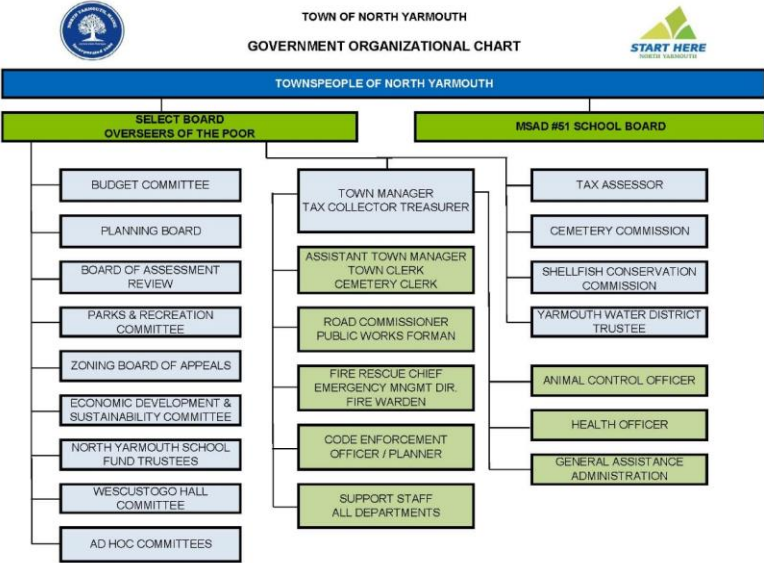 TOWN OF NORTH YARMOUTH
GOVERNMENT ORGANIZATIONAL CHART
START HERE
NORTH YARMOUTH
TOWNSPEOPLE OF NORTH YARMOUTH
SELECT BOARD
OVERSEERS OF THE POOR
MSAD #51 SCHOOL BOARD
BUDGET COMMITTEE
PLANNING BOARD
BOARD OF ASSESSMENT
REVIEW
PARKS & RECREATION
COMMITTEE
ZONING BOARD OF APPEALS
ECONOMIC DEVELOPMENT &
SUSTAINABILITY COMMITTEE
NORTH YARMOUTH SCHOOL
FUND TRUSTEES
WESCUSTOGO HALL
COMMITTEE
AD HOC COMMITTEES
TOWN MANAGER
TAX COLLECTOR TREASURER
ASSISTANT TOWN MANAGER
TOWN CLERK
CEMETERY CLERK
ROAD COMMISSIONER
PUBLIC WORKS FORMAN
FIRE RESCUE CHIEF
EMERGENCY MNGMT DIR.
FIRE WARDEN
CODE ENFORCEMENT
OFFICER / PLANNER
SUPPORT STAFF
ALL DEPARTMENTS
TAX ASSESSOR
CEMETERY COMMISSION
SHELLFISH CONSERVATION
COMMISSION
YARMOUTH WATER DISTRICT
TRUSTEE
ANIMAL CONTROL OFFICER
HEALTH OFFICER
GENERAL ASSISTANCE
ADMINISTRATION